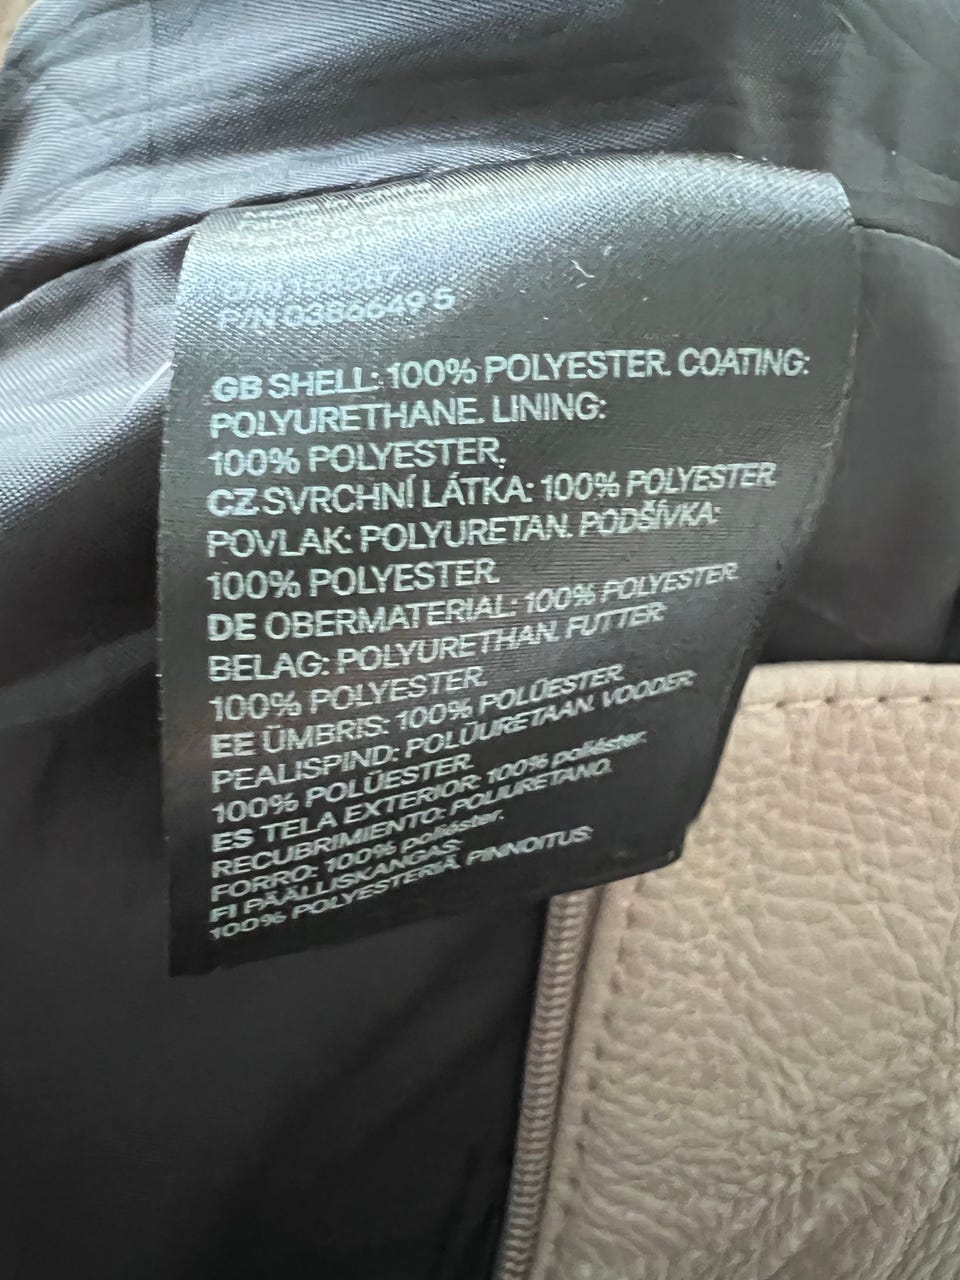 P/N 0386649 S
GB SHELL: 100% POLYESTER. COATING:
POLYURETHANE. LINING:
100% POLYESTER.
CZ SVRCHNÍ LÁTKA: 100% POLYESTER.
POVLAK: POLYURETAN. PODŠÍVKA:
100% POLYESTER.
DE OBERMATERIAL: 100% POLYESTER.
BELAG: POLYURETHAN. FUTTER:
100% POLYESTER.
EE ÜMBRIS: 100% POLÜESTER.
PEALISPIND: POLÜURETAAN. VOODER:
100% POLÜESTER.
ES TELA EXTERIOR: 100% poliéster.
RECUBRIMIENTO: POLIURETANO.
FORRO: 100% poliéster.
FI PÄÄLLISKANGAS:
100% POLYESTERIÄ. PINNOITUS: